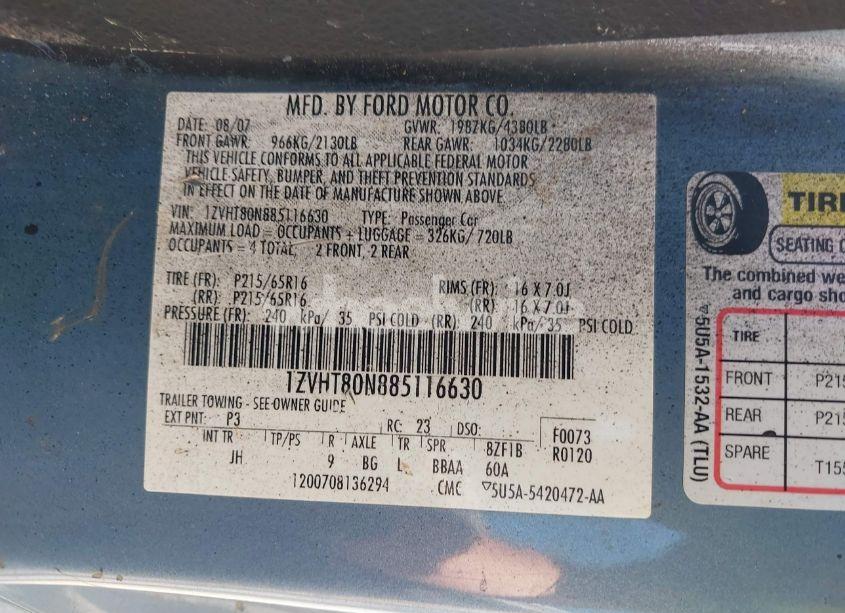 MFD. BY FORD MOTOR CO.
DATE: 08/07 GVWR: 1987KG/4380LB
FRONT GAWR: 966KG/2130LB REAR GAWR: 1034KG/2280LB
THIS VEHICLE CONFORMS TO ALL APPLICABLE FEDERAL MOTOR
VEHICLE SAFETY, BUMPER, AND THEFT PREVENTION STANDARDS
IN EFFECT ON THE DATE OF MANUFACTURE SHOWN ABOVE.
VIN: 1ZVHT80N885116630 TYPE: Passenger Car
MAXIMUM LOAD = OCCUPANTS + LUGGAGE = 326KG/720LB
OCCUPANTS = 4 TOTAL, 2 FRONT, 2 REAR
TIRE (FR): P215/65R16 RIMS (FR): 16 X 7.0J
(RR): P215/65R16 (RR): 16 X 7.0J
PRESSURE (FR): 240 kPa/ 35 PSI COLD (RR): 240 kPa/ 35 PSI COLD
1ZVHT80N885116630
TRAILER TOWING - SEE OWNER GUIDE
EXT PNT: P3 RC: 23 DSO: F0073
INT TR TP/PS R AXLE TR SPR 8ZF1B R0120
JH 9 BG L BBAA 60A
1200708136294 CMC ▽5U5A-5420472-AA
TIRE
SEATING
The combined
and cargo
▽5U5A-1532-AA (TLU)
TIRE
FRONT P215
REAR P215
SPARE T155